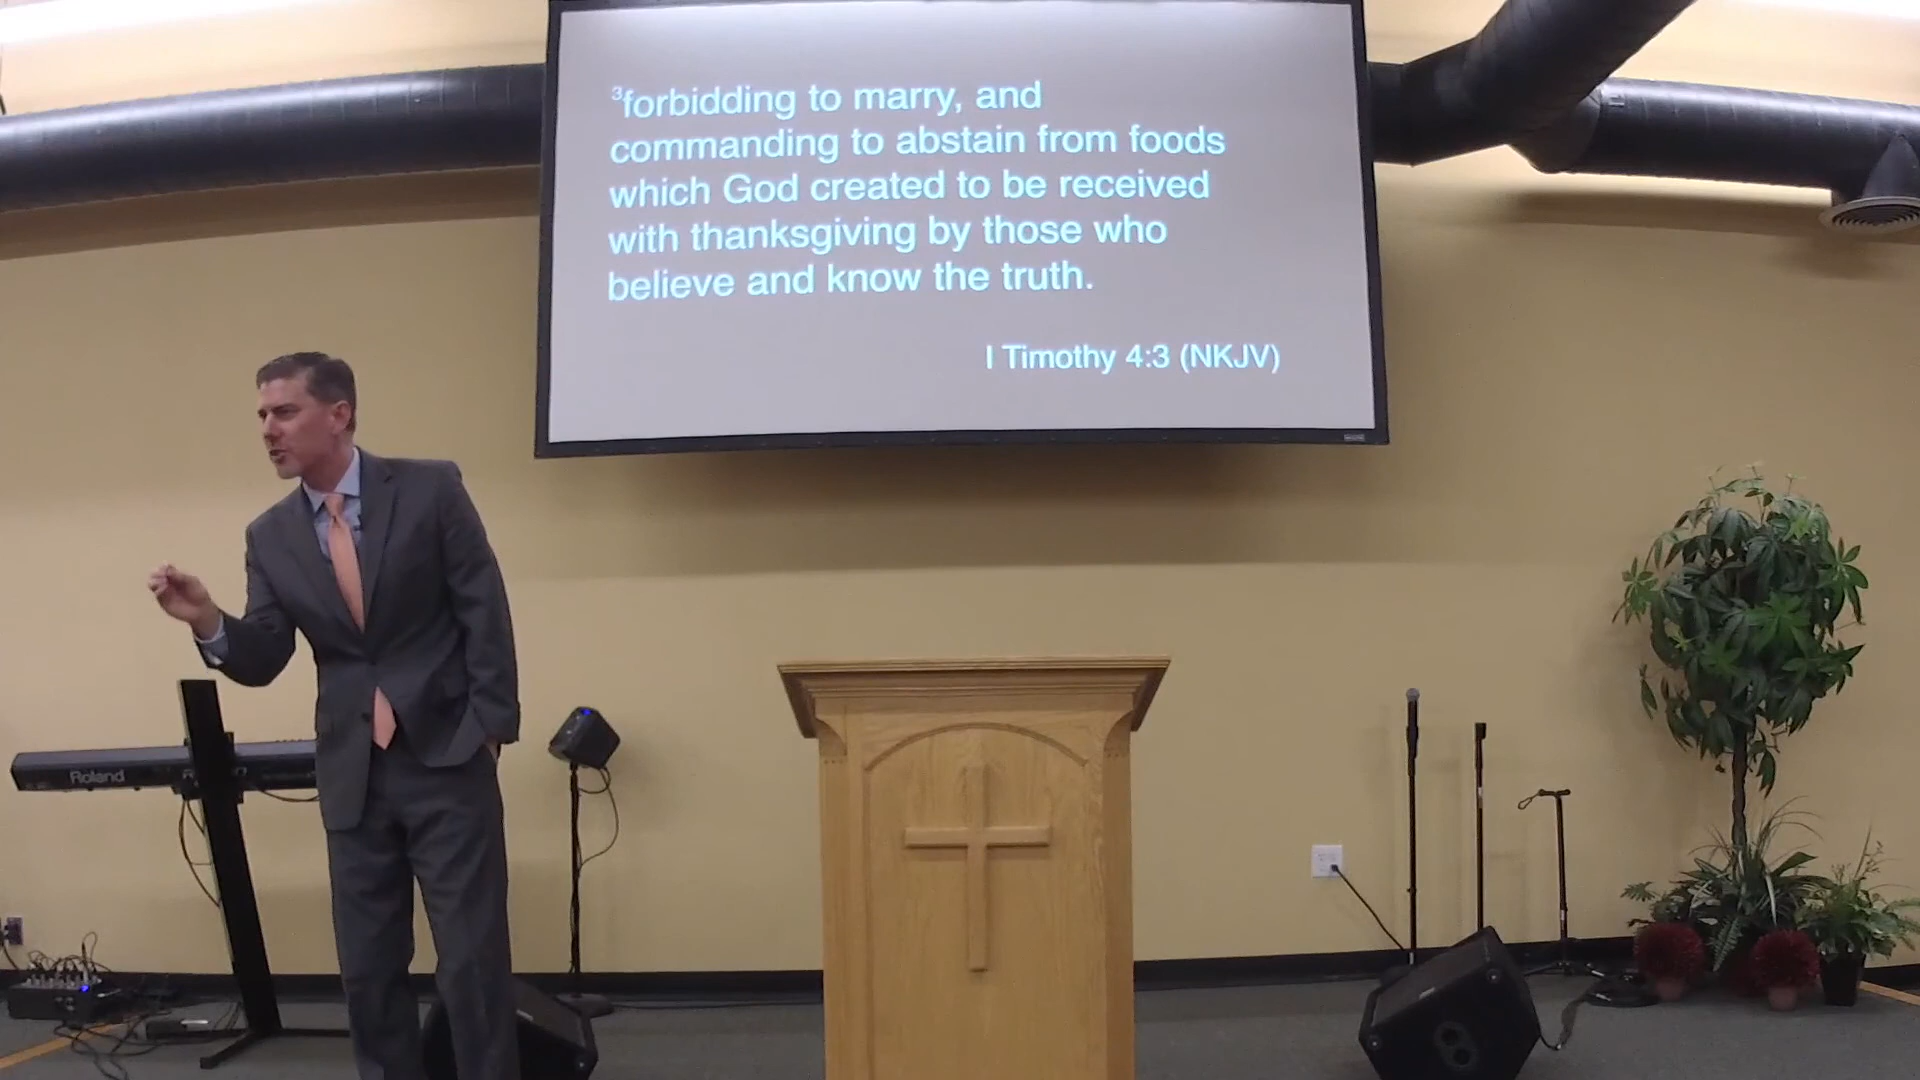 ³forbidding to marry, and
commanding to abstain from foods
which God created to be received
with thanksgiving by those who
believe and know the truth.
I Timothy 4:3 (NKJV)
Roland